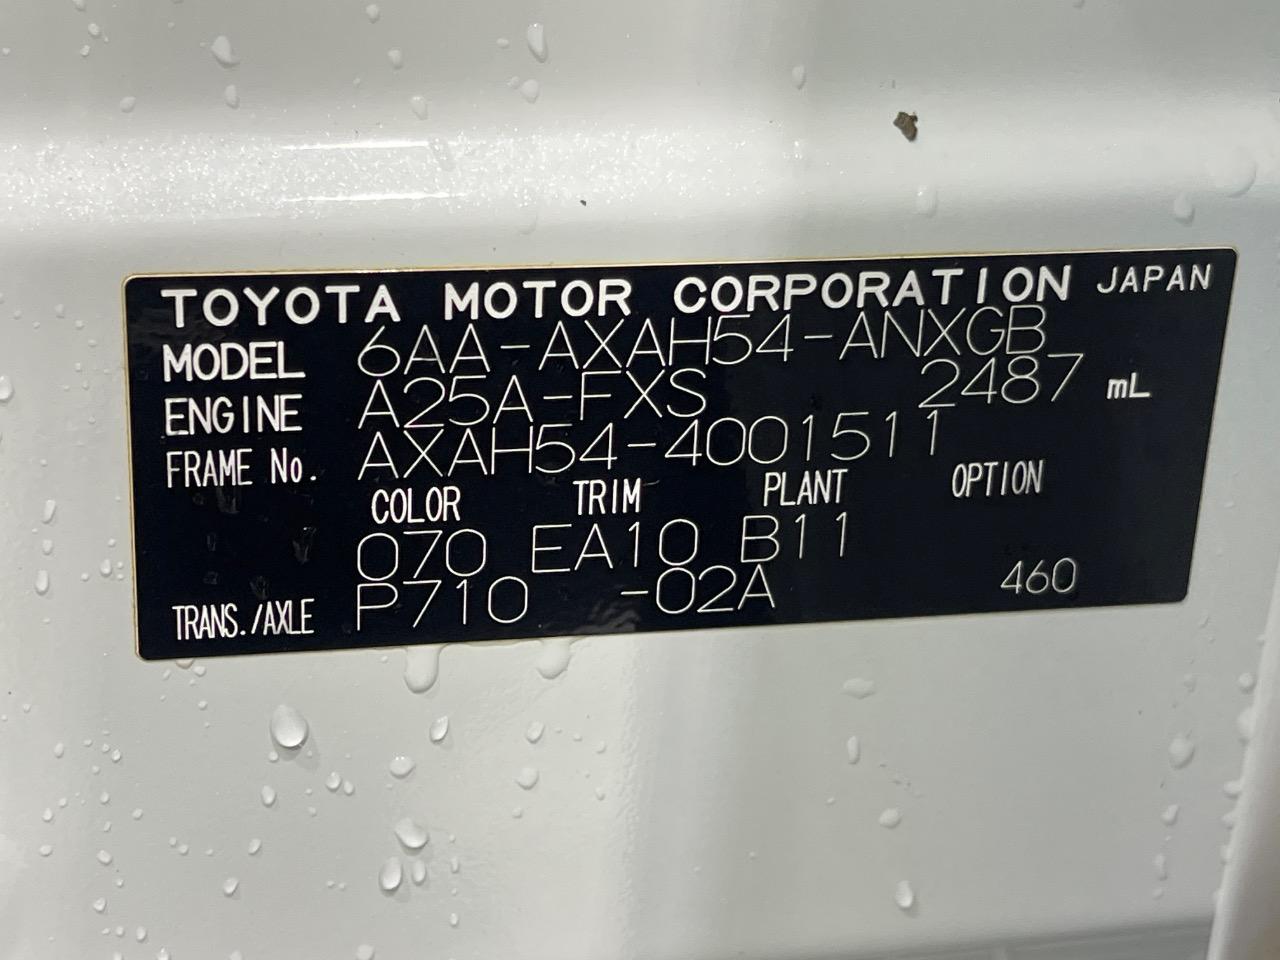 TOYOTA MOTOR CORPORATION JAPAN
MODEL 6AA-AXAH54-ANXGB
ENGINE A25A-FXS 2487 mL
FRAME No. AXAH54-4001511
COLOR TRIM PLANT OPTION
070 EA10 B11
TRANS./AXLE P710 -02A 460